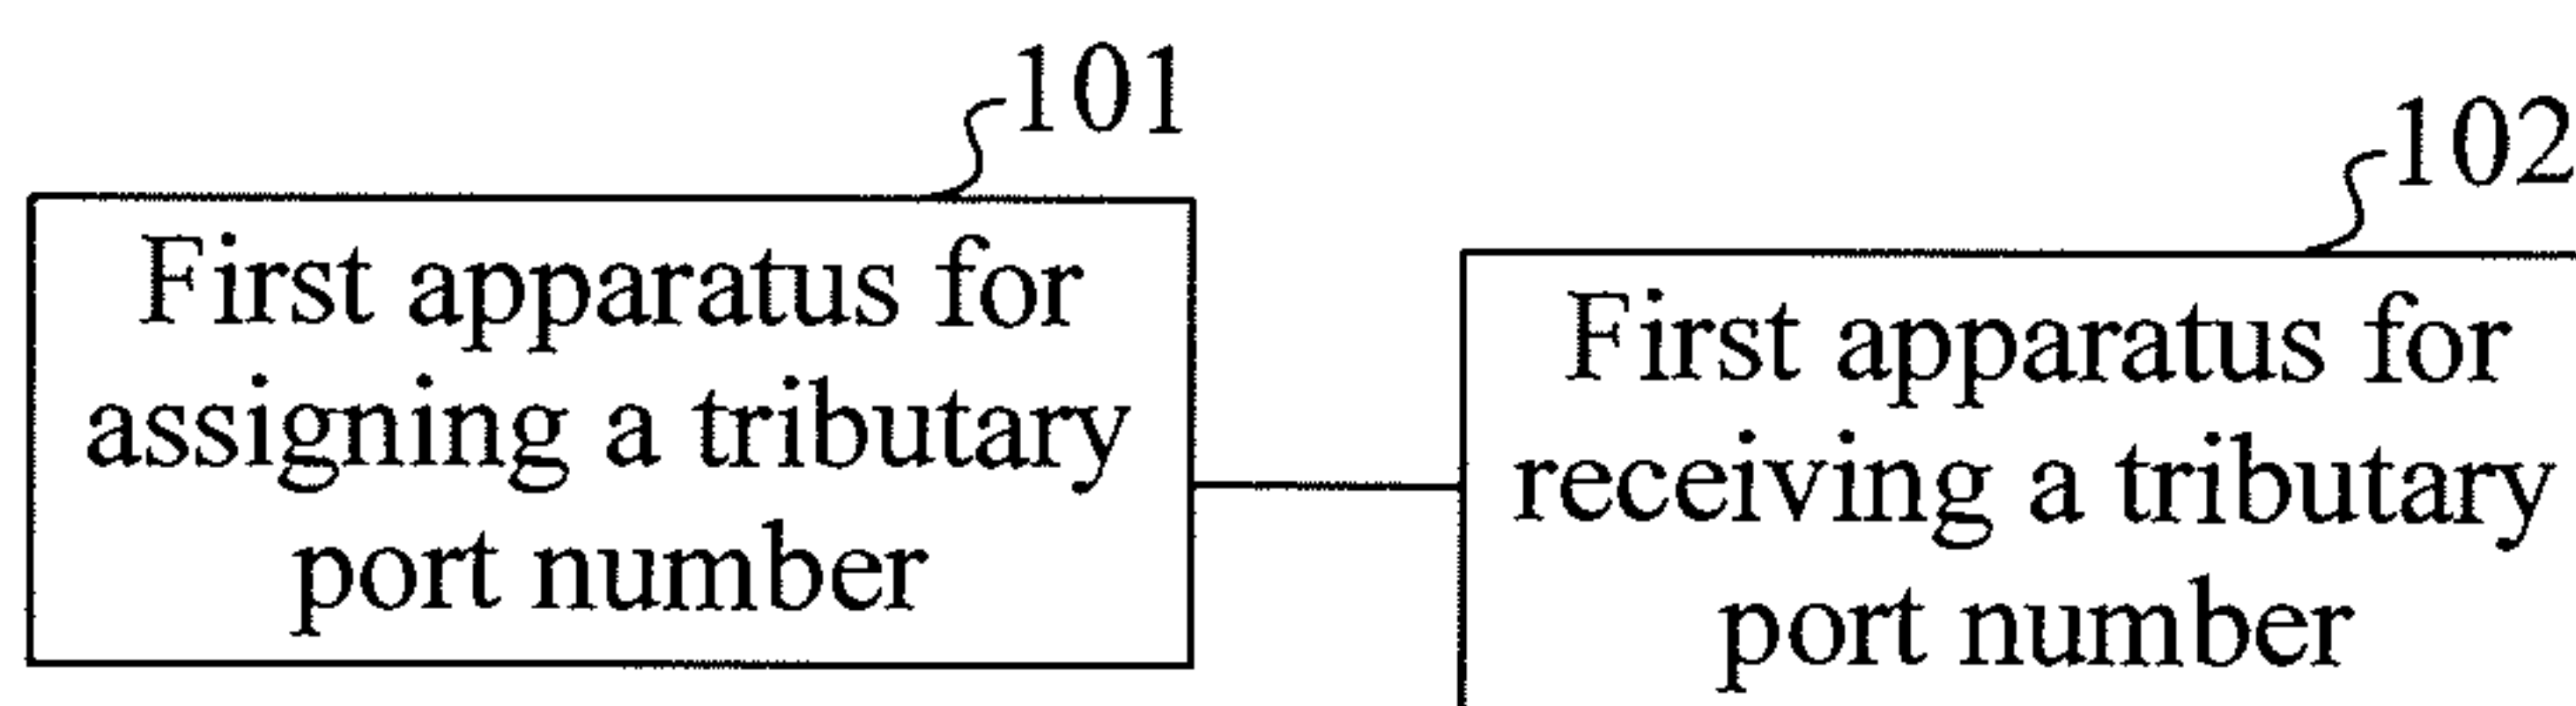 101
First apparatus for
assigning a tributary
port number
102
First apparatus for
receiving a tributary
port number